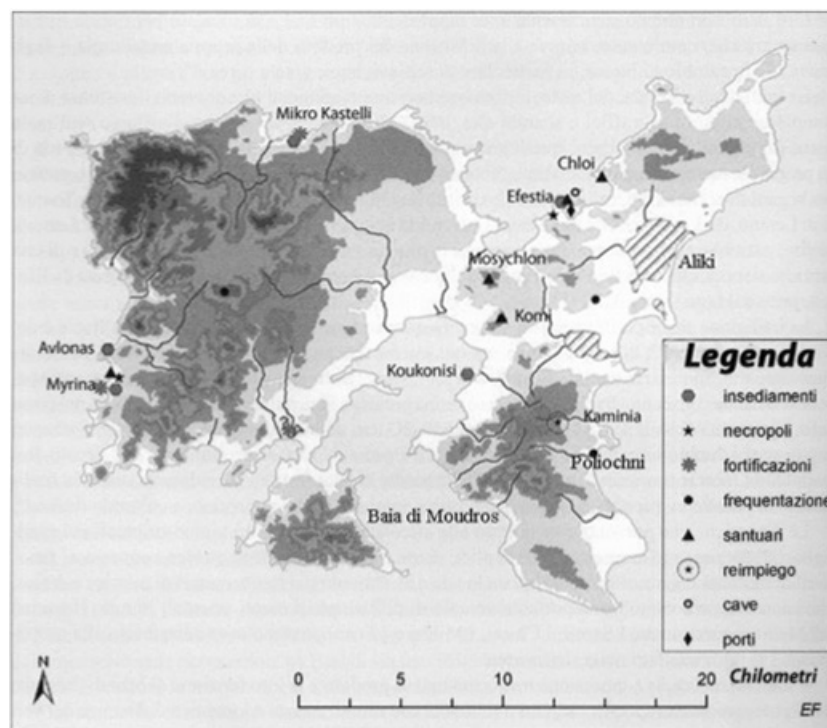 Mikro Kastelli
Chloi
Efestia
Mosychlon
Aliki
Komi
Avlonas
Myrina
Koukonisi
Kaminia
Poliochni
Baia di Moudros
Legenda
insediamenti
necropoli
fortificazioni
frequentazione
santuari
reimpiego
cave
porti
N
0 5 10 20
Chilometri
EF